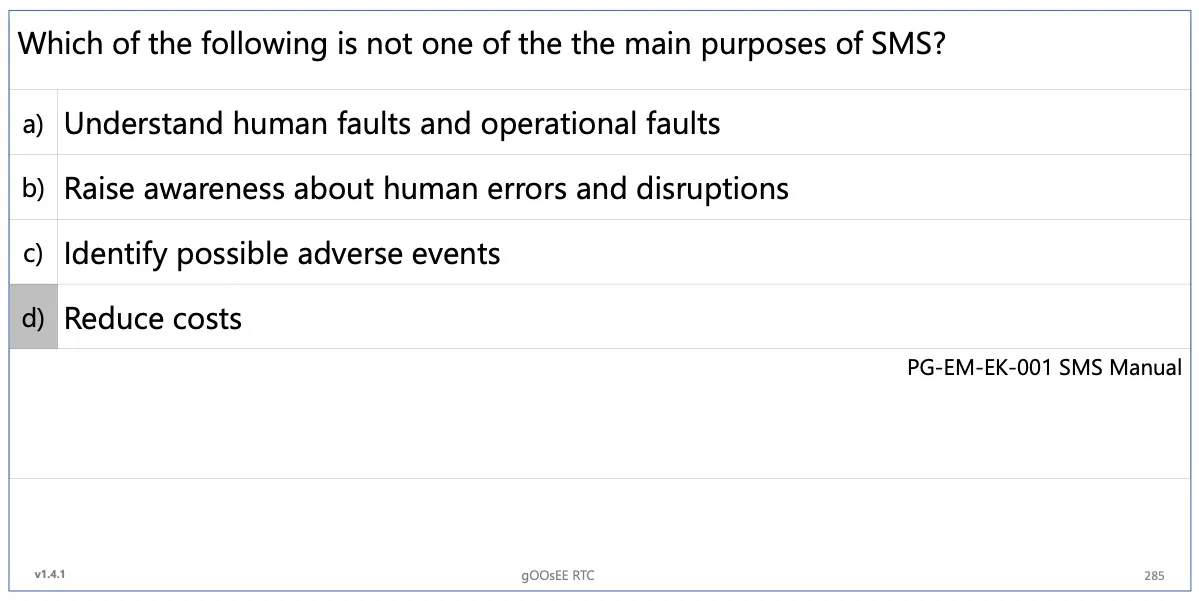 Which of the following is not one of the the main purposes of SMS?
a) Understand human faults and operational faults
b) Raise awareness about human errors and disruptions
c) Identify possible adverse events
d) Reduce costs
PG-EM-EK-001 SMS Manual
v1.4.1 gOOsEE RTC 285